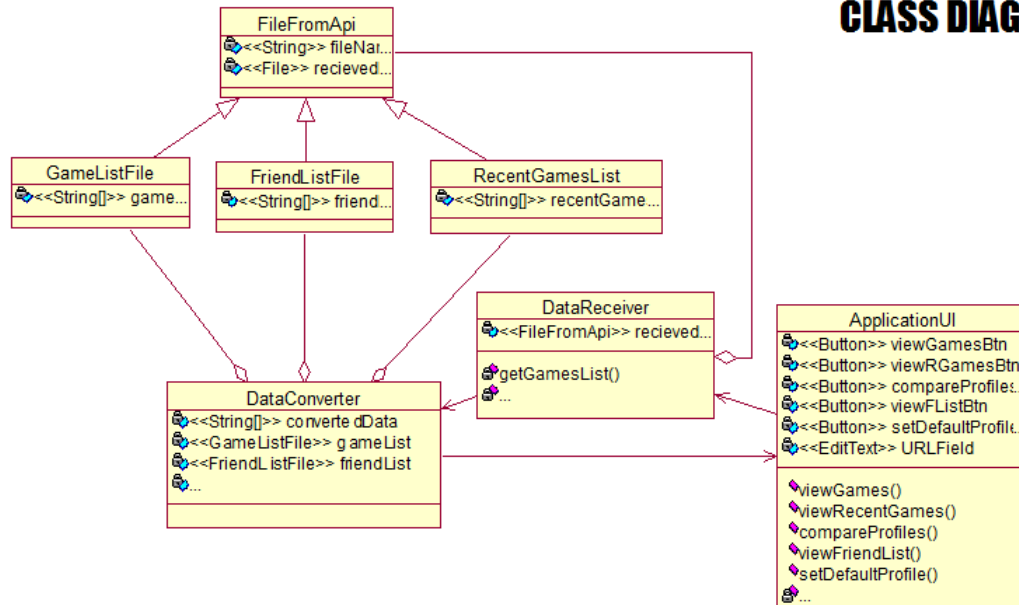 CLASS DIAG
FileFromApi
<<String>> fileNar...
<<File>> recieved...
GameListFile
<<String[]>> game...
FriendListFile
<<String[]>> friend...
RecentGamesList
<<String[]>> recentGame...
DataReceiver
<<FileFromApi>> recieved...
getGamesList()
...
ApplicationUI
<<Button>> viewGamesBtn
<<Button>> viewRGamesBtn
<<Button>> compareProfiles...
<<Button>> viewFListBtn
<<Button>> setDefaultProfile...
<<EditText>> URLField
viewGames()
viewRecentGames()
compareProfiles()
viewFriendList()
setDefaultProfile()
...
DataConverter
<<String[]>> converte dData
<<GameListFile>> gameList
<<FriendListFile>> friendList
...